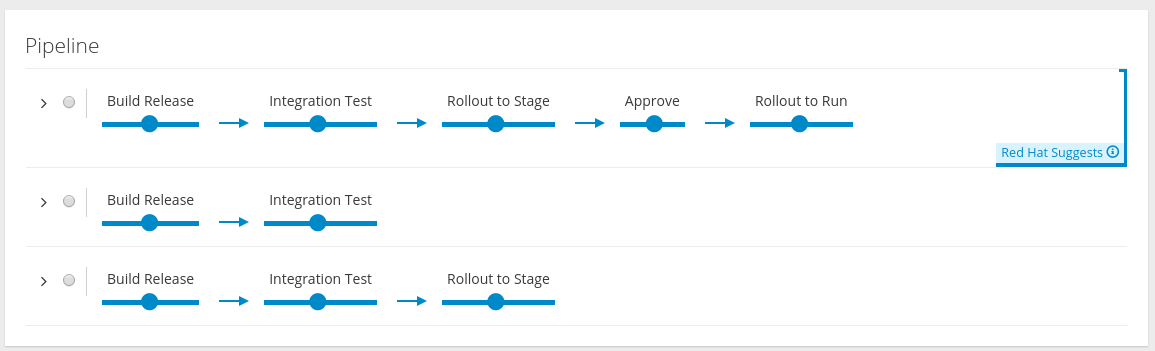 Pipeline
Build Release Integration Test Rollout to Stage Approve Rollout to Run
Red Hat Suggests
Build Release Integration Test
Build Release Integration Test Rollout to Stage